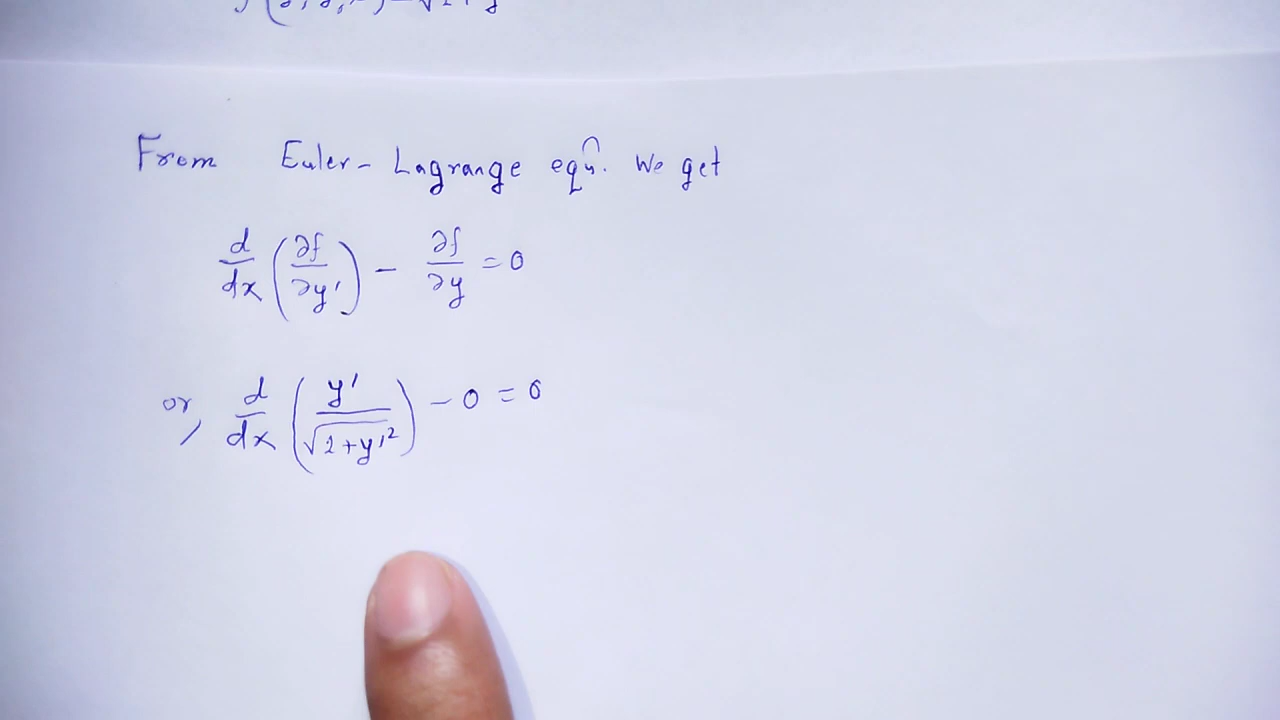 From Euler-Lagrange eqn. We get
d/dx (∂f/∂y') - ∂f/∂y = 0
or, d/dx (y'/√1+y'²) - 0 = 0